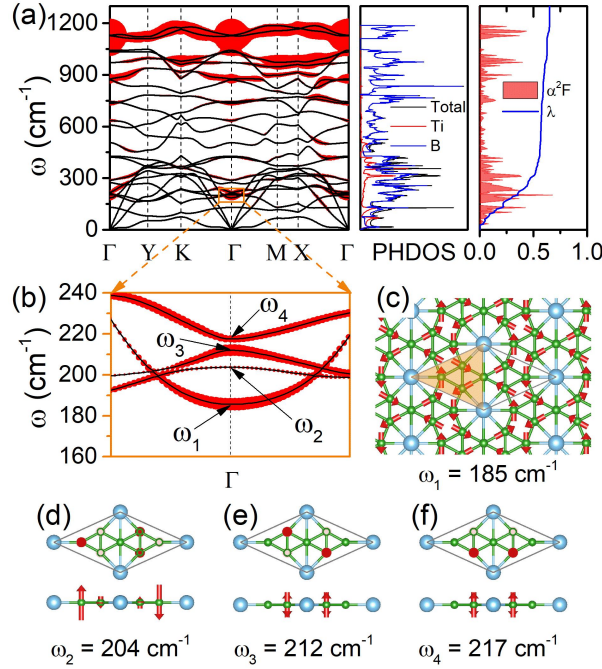 (a)
1200
900
600
300
0
ω (cm⁻¹)
Γ Y K Γ M X Γ
Total
Ti
B
PHDOS
α²F
λ
0.0 0.5 1.0
(b)
240
220
200
180
160
ω (cm⁻¹)
ω₄
ω₃
ω₁
ω₂
Γ
(c)
ω₁ = 185 cm⁻¹
(d)
ω₂ = 204 cm⁻¹
(e)
ω₃ = 212 cm⁻¹
(f)
ω₄ = 217 cm⁻¹